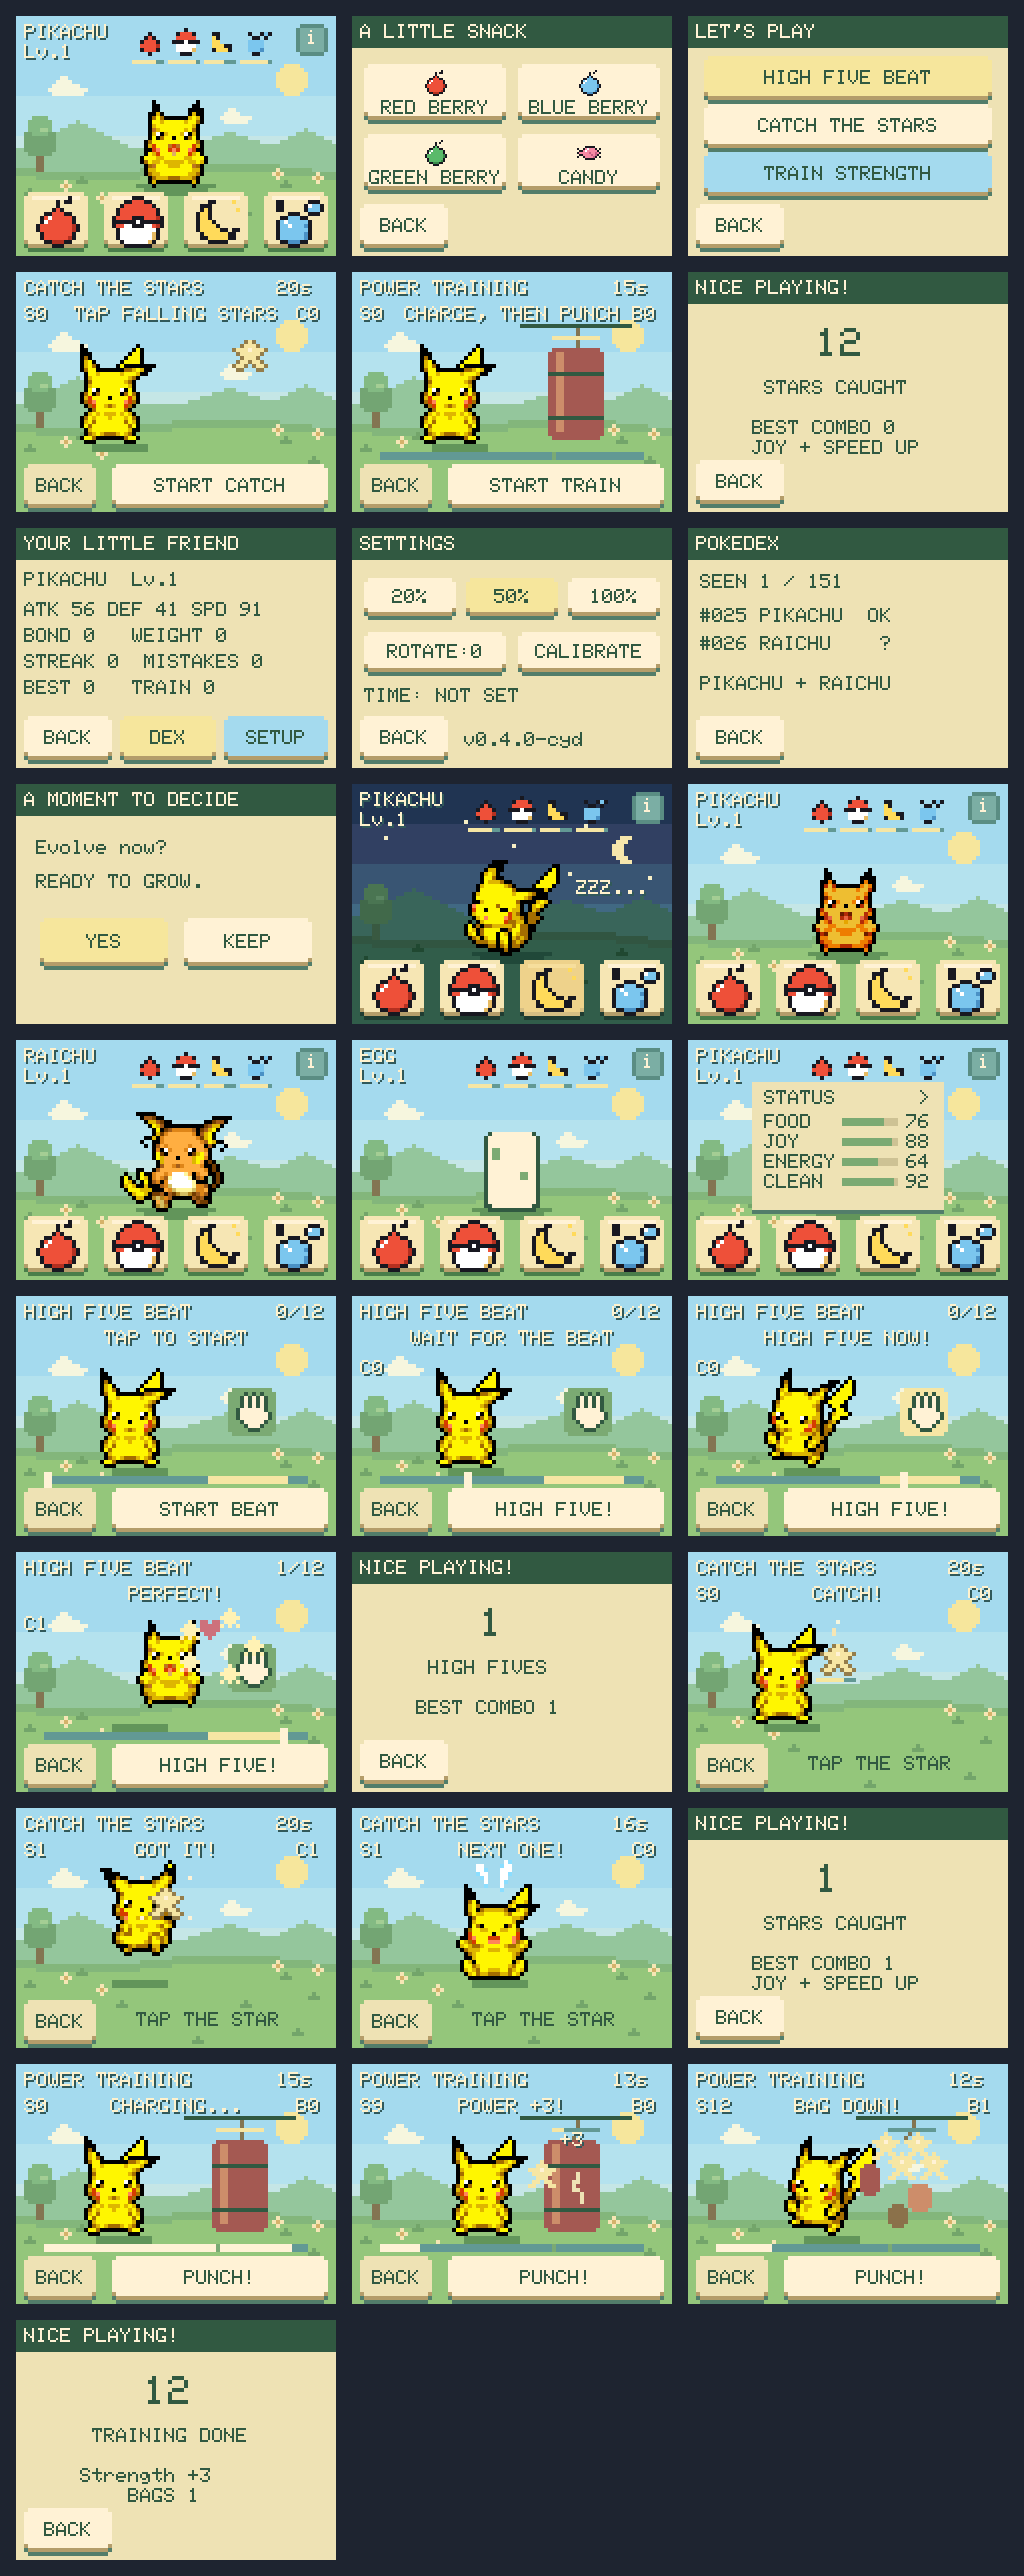 PIKACHU
Lv.1
i
A LITTLE SNACK
RED BERRY
BLUE BERRY
GREEN BERRY
CANDY
BACK
LET'S PLAY
HIGH FIVE BEAT
CATCH THE STARS
TRAIN STRENGTH
BACK
CATCH THE STARS 20s
S0 TAP FALLING STARS C0
BACK
START CATCH
POWER TRAINING 15s
S0 CHARGE, THEN PUNCH B0
BACK
START TRAIN
NICE PLAYING!
12
STARS CAUGHT
BEST COMBO 0
JOY + SPEED UP
BACK
YOUR LITTLE FRIEND
PIKACHU Lv.1
ATK 56 DEF 41 SPD 91
BOND 0 WEIGHT 0
STREAK 0 MISTAKES 0
BEST 0 TRAIN 0
BACK
DEX
SETUP
SETTINGS
20%
50%
100%
ROTATE:0
CALIBRATE
TIME: NOT SET
BACK
v0.4.0-cyd
POKEDEX
SEEN 1 / 151
#025 PIKACHU OK
#026 RAICHU ?
PIKACHU + RAICHU
BACK
A MOMENT TO DECIDE
Evolve now?
READY TO GROW.
YES
KEEP
PIKACHU
Lv.1
i
ZZZ...
PIKACHU
Lv.1
i
RAICHU
Lv.1
i
EGG
Lv.1
i
PIKACHU
Lv.1
i
STATUS >
FOOD 76
JOY 88
ENERGY 64
CLEAN 92
HIGH FIVE BEAT 0/12
TAP TO START
BACK
START BEAT
HIGH FIVE BEAT 0/12
WAIT FOR THE BEAT
C0
BACK
HIGH FIVE!
HIGH FIVE BEAT 0/12
HIGH FIVE NOW!
C0
BACK
HIGH FIVE!
HIGH FIVE BEAT 1/12
PERFECT!
C1
BACK
HIGH FIVE!
NICE PLAYING!
1
HIGH FIVES
BEST COMBO 1
BACK
CATCH THE STARS 20s
S0 CATCH! C0
BACK
TAP THE STAR
CATCH THE STARS 20s
S1 GOT IT! C1
BACK
TAP THE STAR
CATCH THE STARS 16s
S1 NEXT ONE! C0
BACK
TAP THE STAR
NICE PLAYING!
1
STARS CAUGHT
BEST COMBO 1
JOY + SPEED UP
BACK
POWER TRAINING 15s
S0 CHARGING... B0
BACK
PUNCH!
POWER TRAINING 13s
S9 POWER +3! B0
+3
BACK
PUNCH!
POWER TRAINING 12s
S12 BAG DOWN! B1
BACK
PUNCH!
NICE PLAYING!
12
TRAINING DONE
Strength +3
BAGS 1
BACK